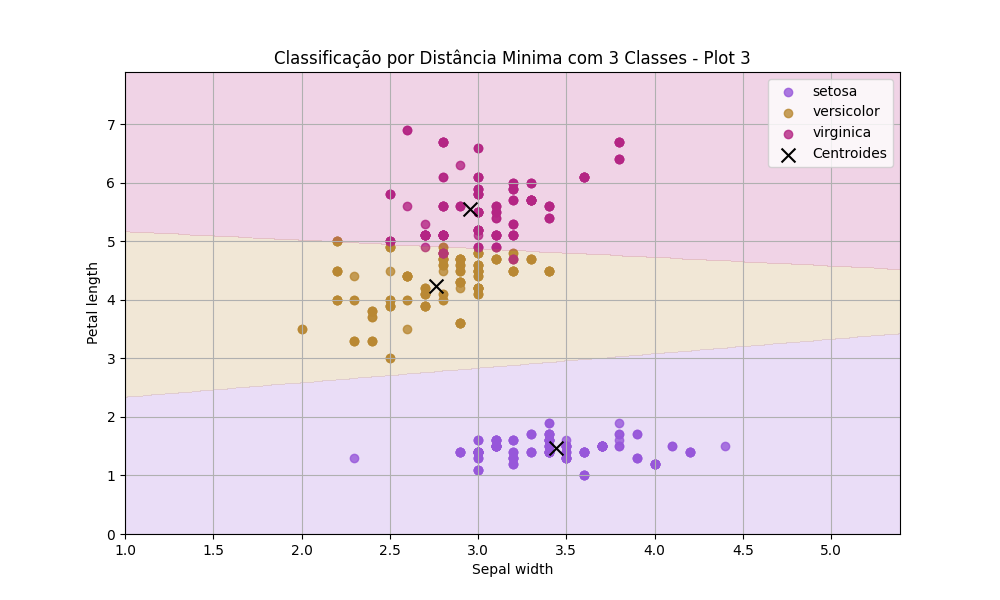 Classificação por Distância Minima com 3 Classes - Plot 3
setosa
versicolor
virginica
Centroides
Petal length
7
6
5
4
3
2
1
0
1.0 1.5 2.0 2.5 3.0 3.5 4.0 4.5 5.0
Sepal width